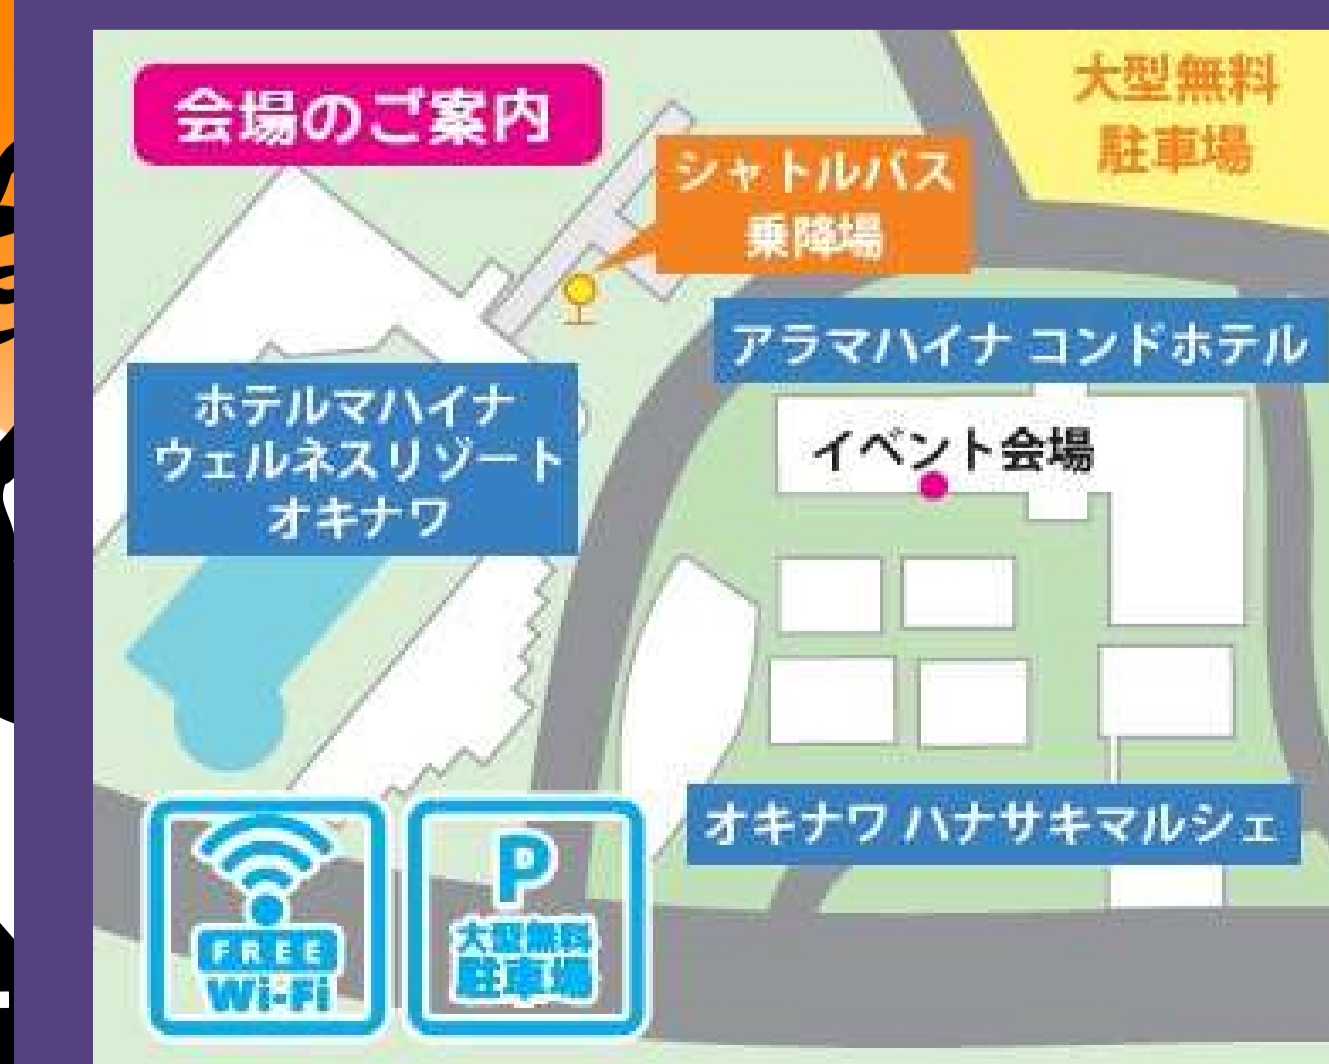 会場のご案内
大型無料
駐車場
シャトルバス
乗降場
アラマハイナ コンドホテル
ホテルマハイナ
ウェルネスリゾート
オキナワ
イベント会場
オキナワ ハナサキマルシェ
FREE
Wi-Fi
P
大型無料
駐車場